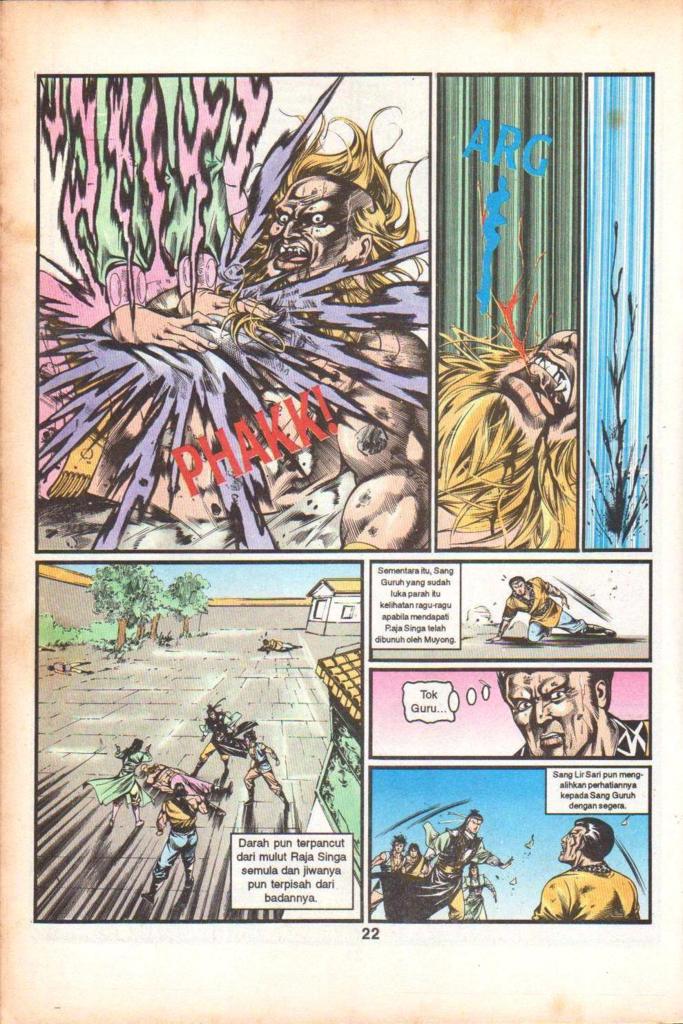 PHAKK!
ARG
Darah pun terpancut
dari mulut Raja Singa
semula dan jiwanya
pun terpisah dari
badannya.
Sementara itu, Sang
Guruh yang sudah
luka parah itu
kelihatan ragu-ragu
apabila mendapati
Raja Singa telah
dibunuh oleh Muyong.
Tok
Guru...
Sang Lir Sari pun meng-
alihkan perhatiannya
kepada Sang Guruh
dengan segera.
22